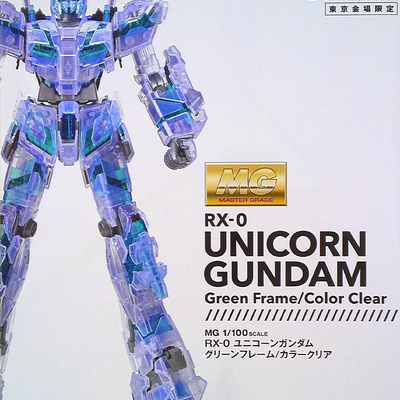 東京会場限定
MG
MASTER GRADE
RX-0
UNICORN
GUNDAM
Green Frame/Color Clear
MG 1/100 SCALE
RX-0 ユニコーンガンダム
グリーンフレーム/カラークリア